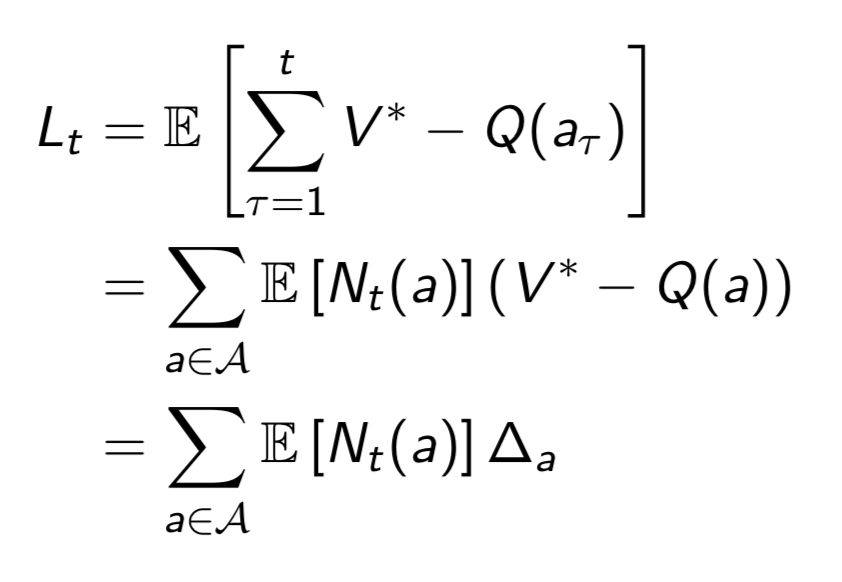 L_t = 𝔼 [ ∑_{τ=1}^{t} V* − Q(a_τ) ]
= ∑_{a∈𝒜} 𝔼 [N_t(a)] (V* − Q(a))
= ∑_{a∈𝒜} 𝔼 [N_t(a)] Δ_a